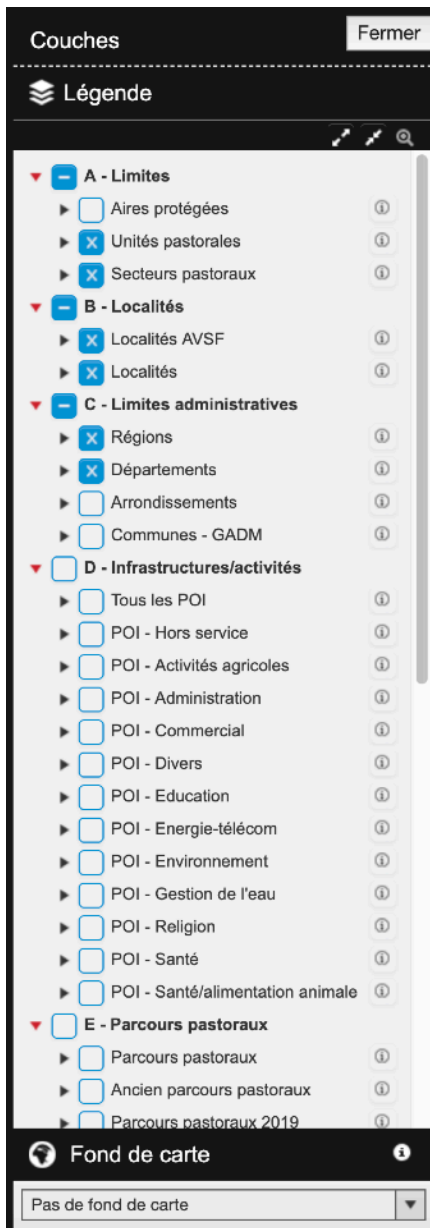 Couches
Fermer
Légende
A - Limites
Aires protégées
Unités pastorales
Secteurs pastoraux
B - Localités
Localités AVSF
Localités
C - Limites administratives
Régions
Départements
Arrondissements
Communes - GADM
D - Infrastructures/activités
Tous les POI
POI - Hors service
POI - Activités agricoles
POI - Administration
POI - Commercial
POI - Divers
POI - Education
POI - Energie-télécom
POI - Environnement
POI - Gestion de l'eau
POI - Religion
POI - Santé
POI - Santé/alimentation animale
E - Parcours pastoraux
Parcours pastoraux
Ancien parcours pastoraux
Parcours pastoraux 2019
Fond de carte
Pas de fond de carte